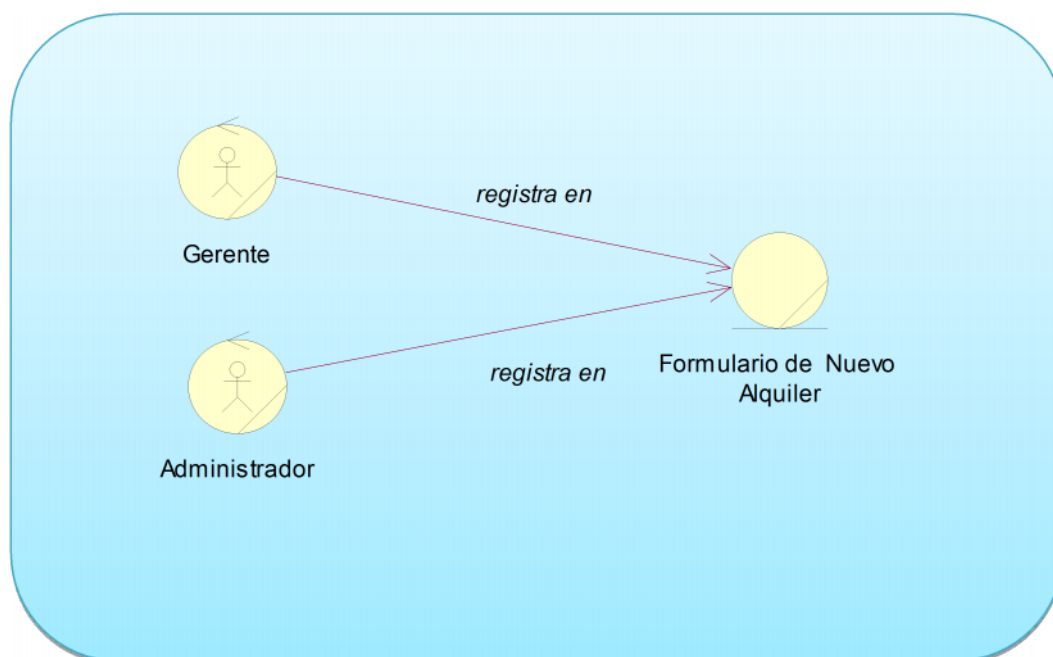 registra en
Gerente
registra en
Formulario de Nuevo
Alquiler
Administrador